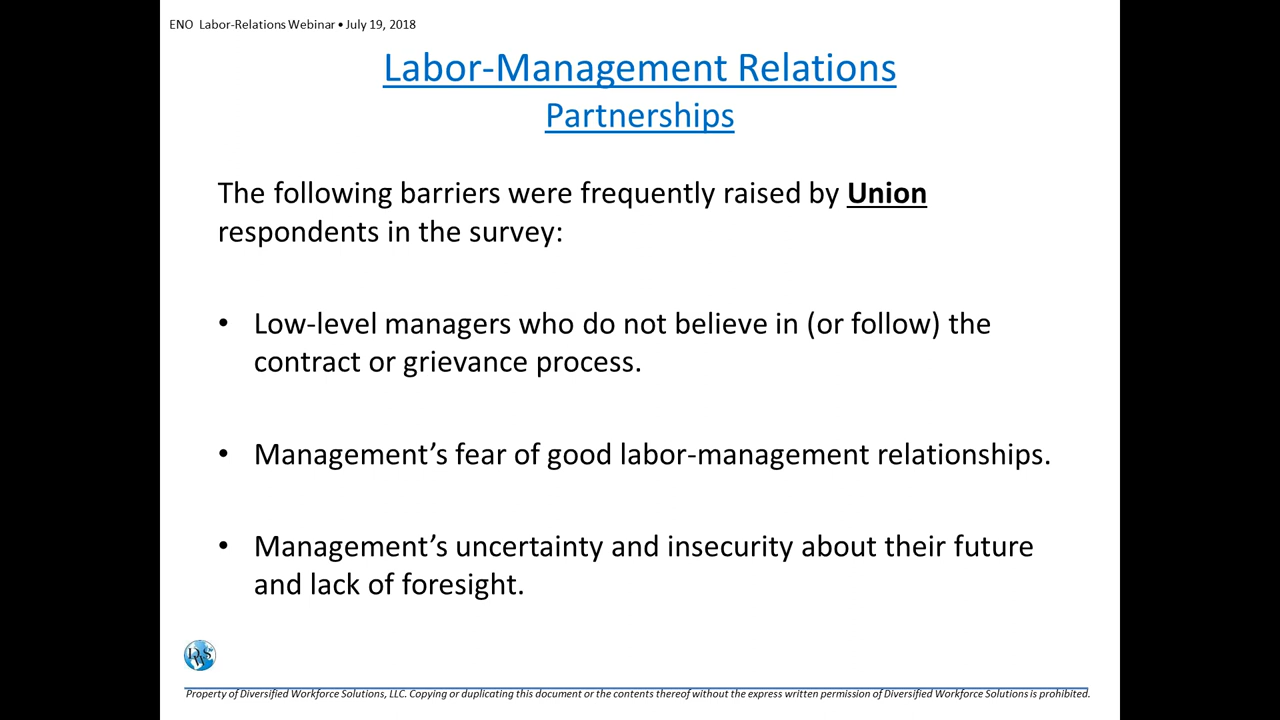 ENO Labor-Relations Webinar • July 19, 2018
Labor-Management Relations
Partnerships
The following barriers were frequently raised by Union
respondents in the survey:
• Low-level managers who do not believe in (or follow) the
contract or grievance process.
• Management’s fear of good labor-management relationships.
• Management’s uncertainty and insecurity about their future
and lack of foresight.
DWS
Property of Diversified Workforce Solutions, LLC. Copying or duplicating this document or the contents thereof without the express written permission of Diversified Workforce Solutions is prohibited.